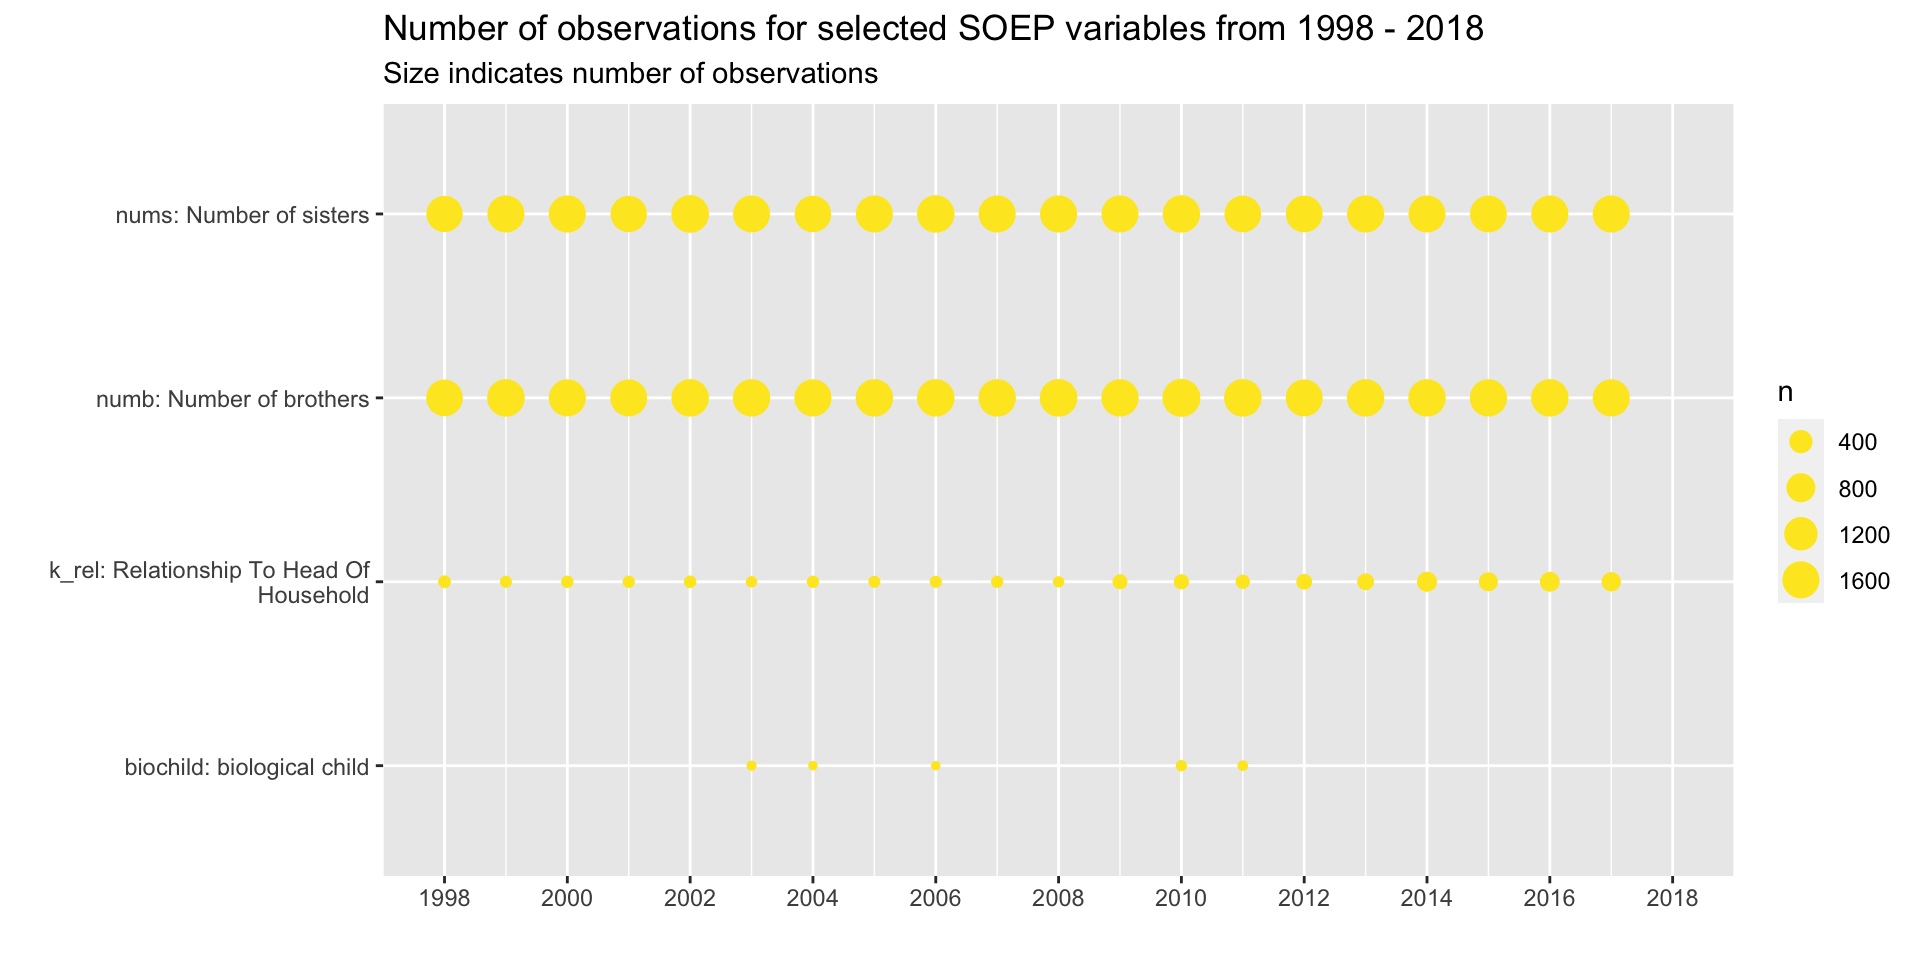 Number of observations for selected SOEP variables from 1998 - 2018
Size indicates number of observations
nums: Number of sisters
numb: Number of brothers
k_rel: Relationship To Head Of
Household
biochild: biological child
1998 2000 2002 2004 2006 2008 2010 2012 2014 2016 2018
n
400
800
1200
1600